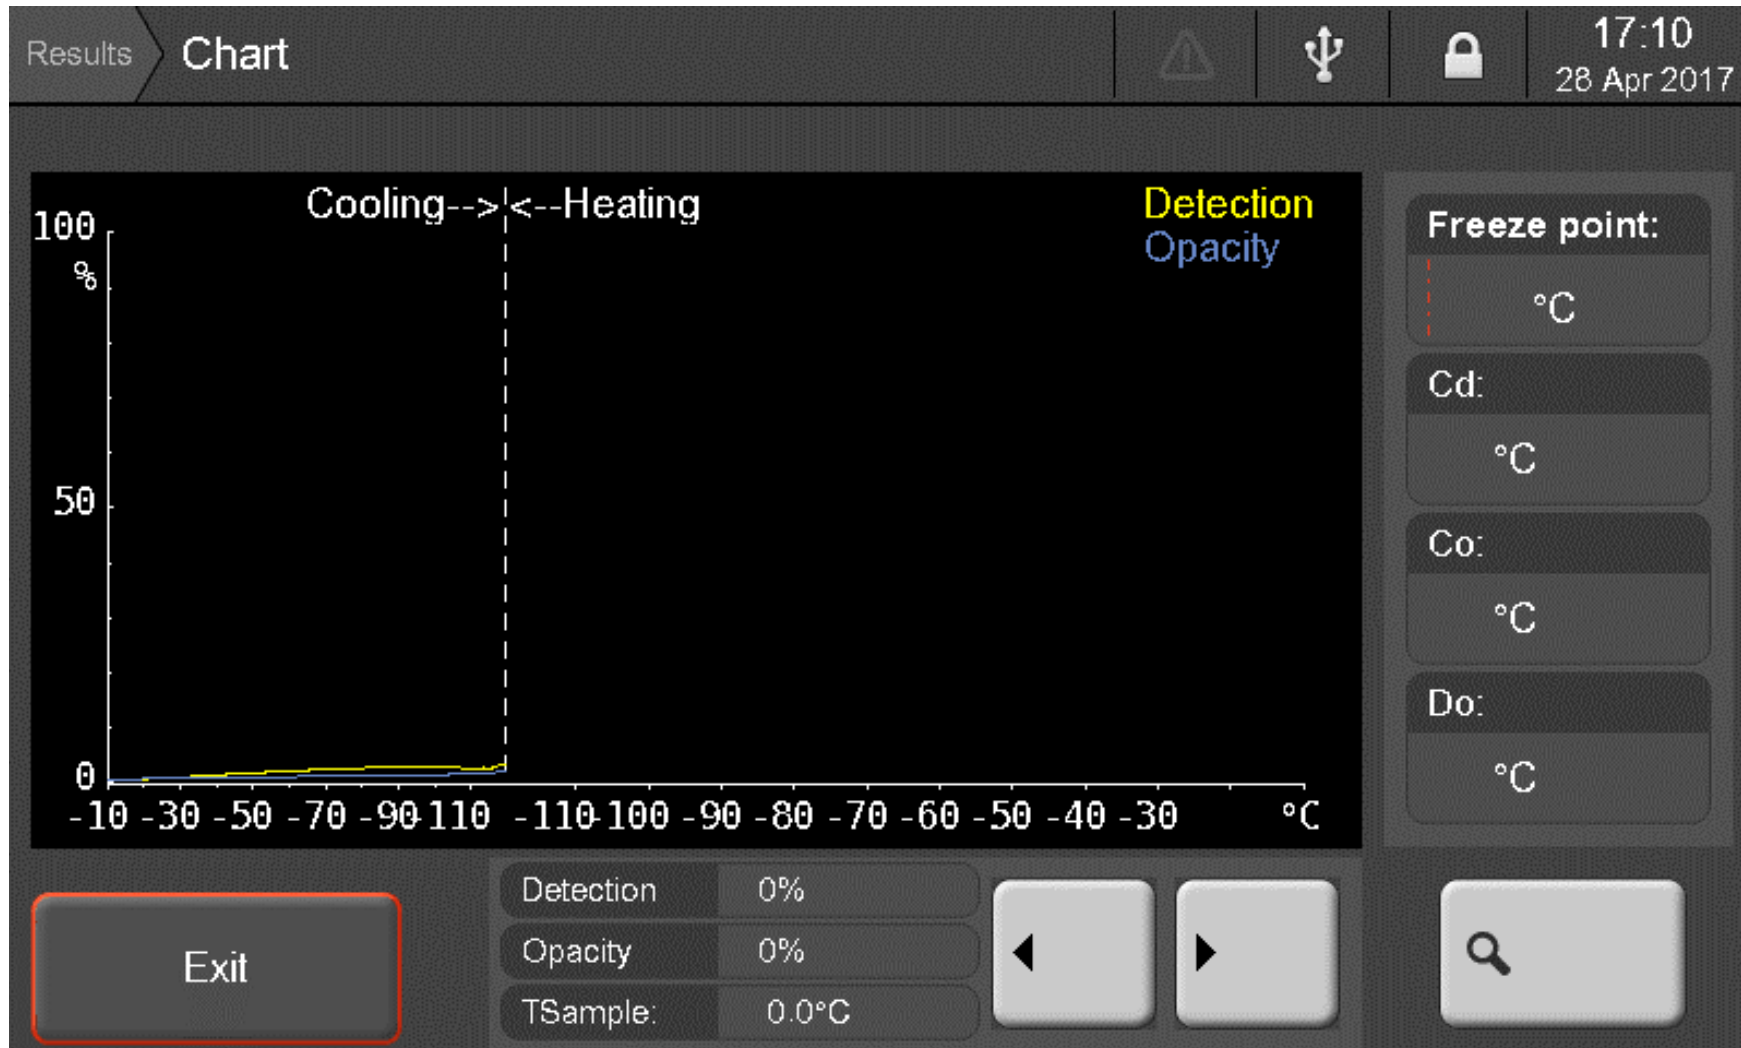 Results Chart 17:10
28 Apr 2017
Cooling--> <--Heating
Detection
Opacity
100
%
50
0
-10 -30 -50 -70 -90 110 -110 100 -90 -80 -70 -60 -50 -40 -30 °C
Freeze point:
°C
Cd:
°C
Co:
°C
Do:
°C
Exit
Detection 0%
Opacity 0%
TSample: 0.0°C